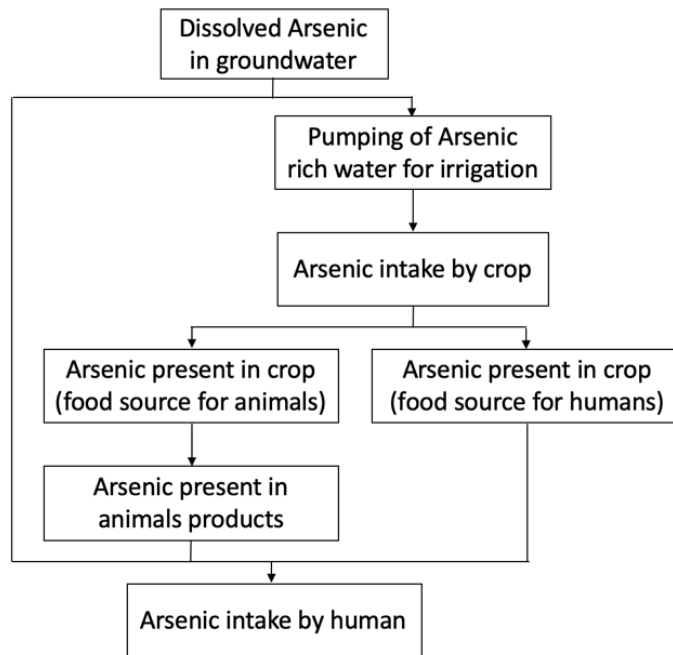 Dissolved Arsenic
in groundwater
Pumping of Arsenic
rich water for irrigation
Arsenic intake by crop
Arsenic present in crop
(food source for animals)
Arsenic present in crop
(food source for humans)
Arsenic present in
animals products
Arsenic intake by human